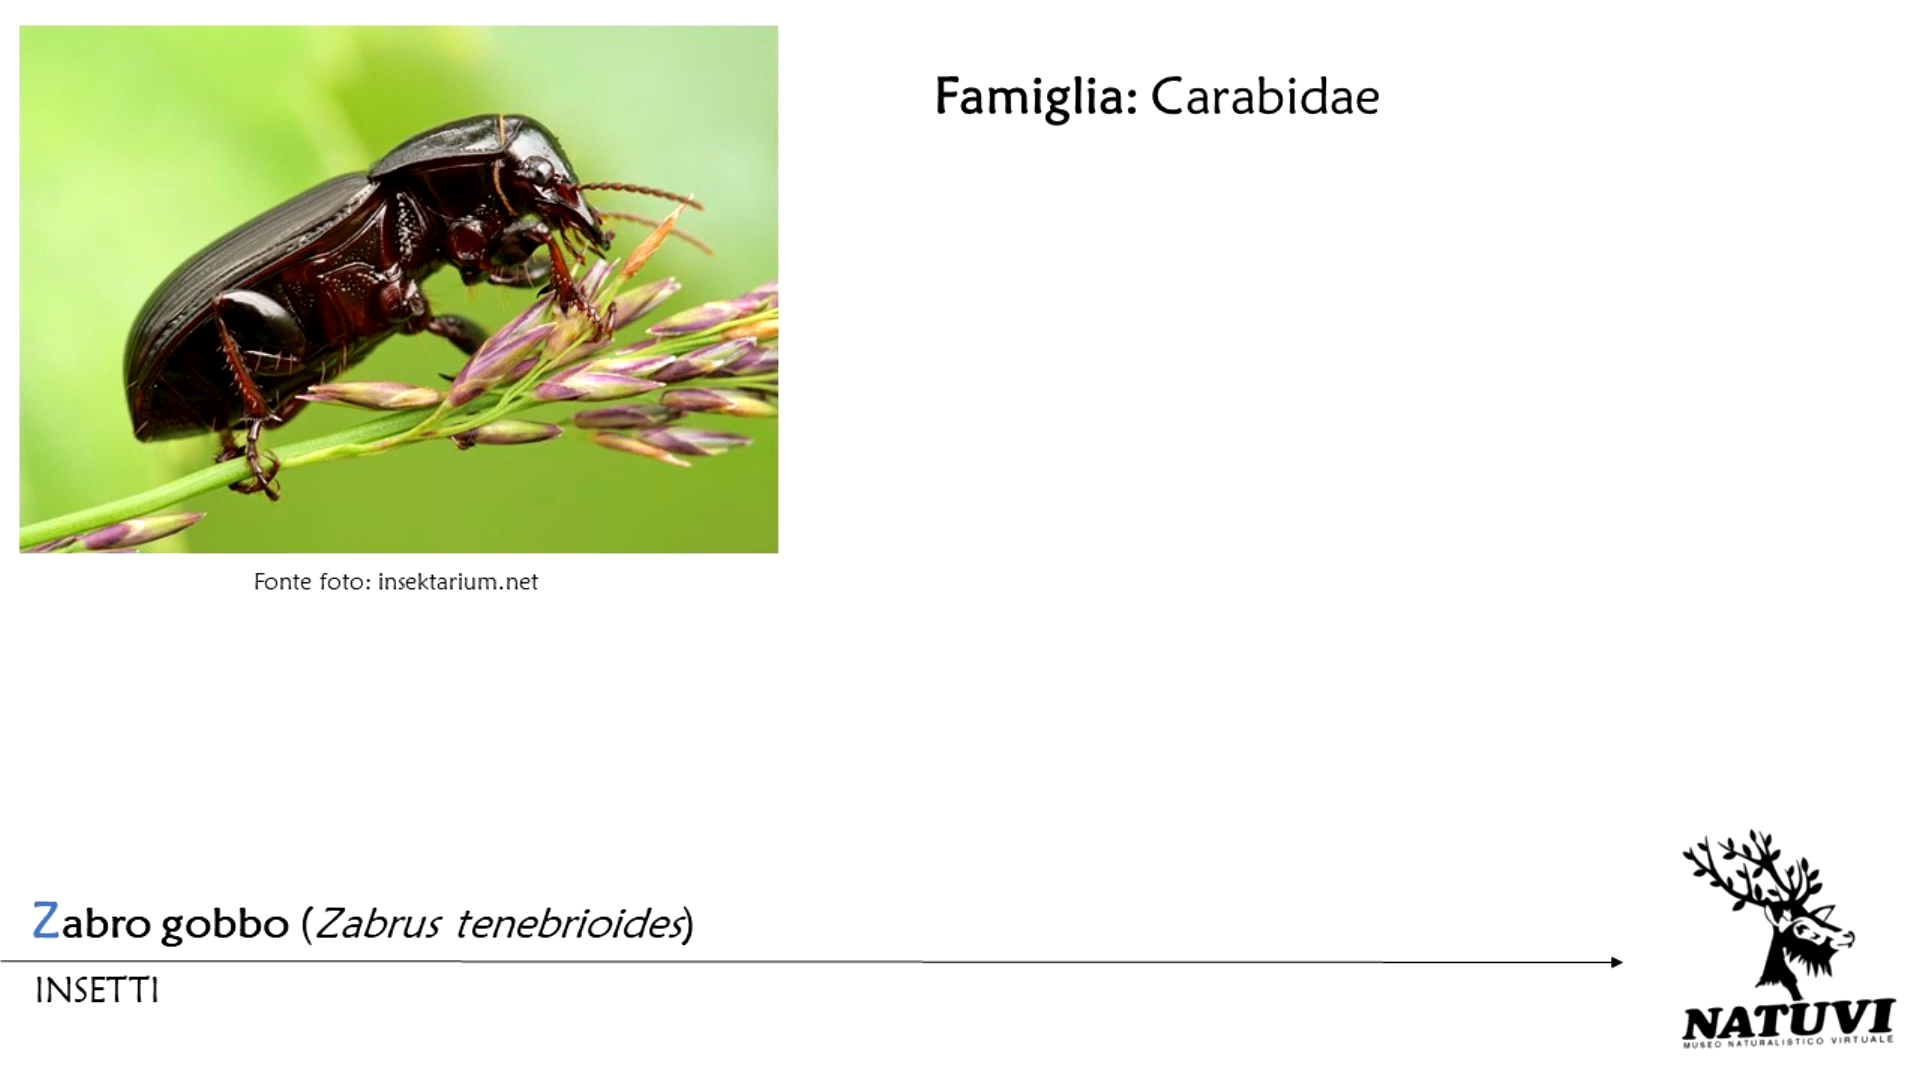 Famiglia: Carabidae
Fonte foto: insektarium.net
Zabro gobbo (Zabrus tenebrioides)
INSETTI
NATUVI
MUSEO NATURALISTICO VIRTUALE